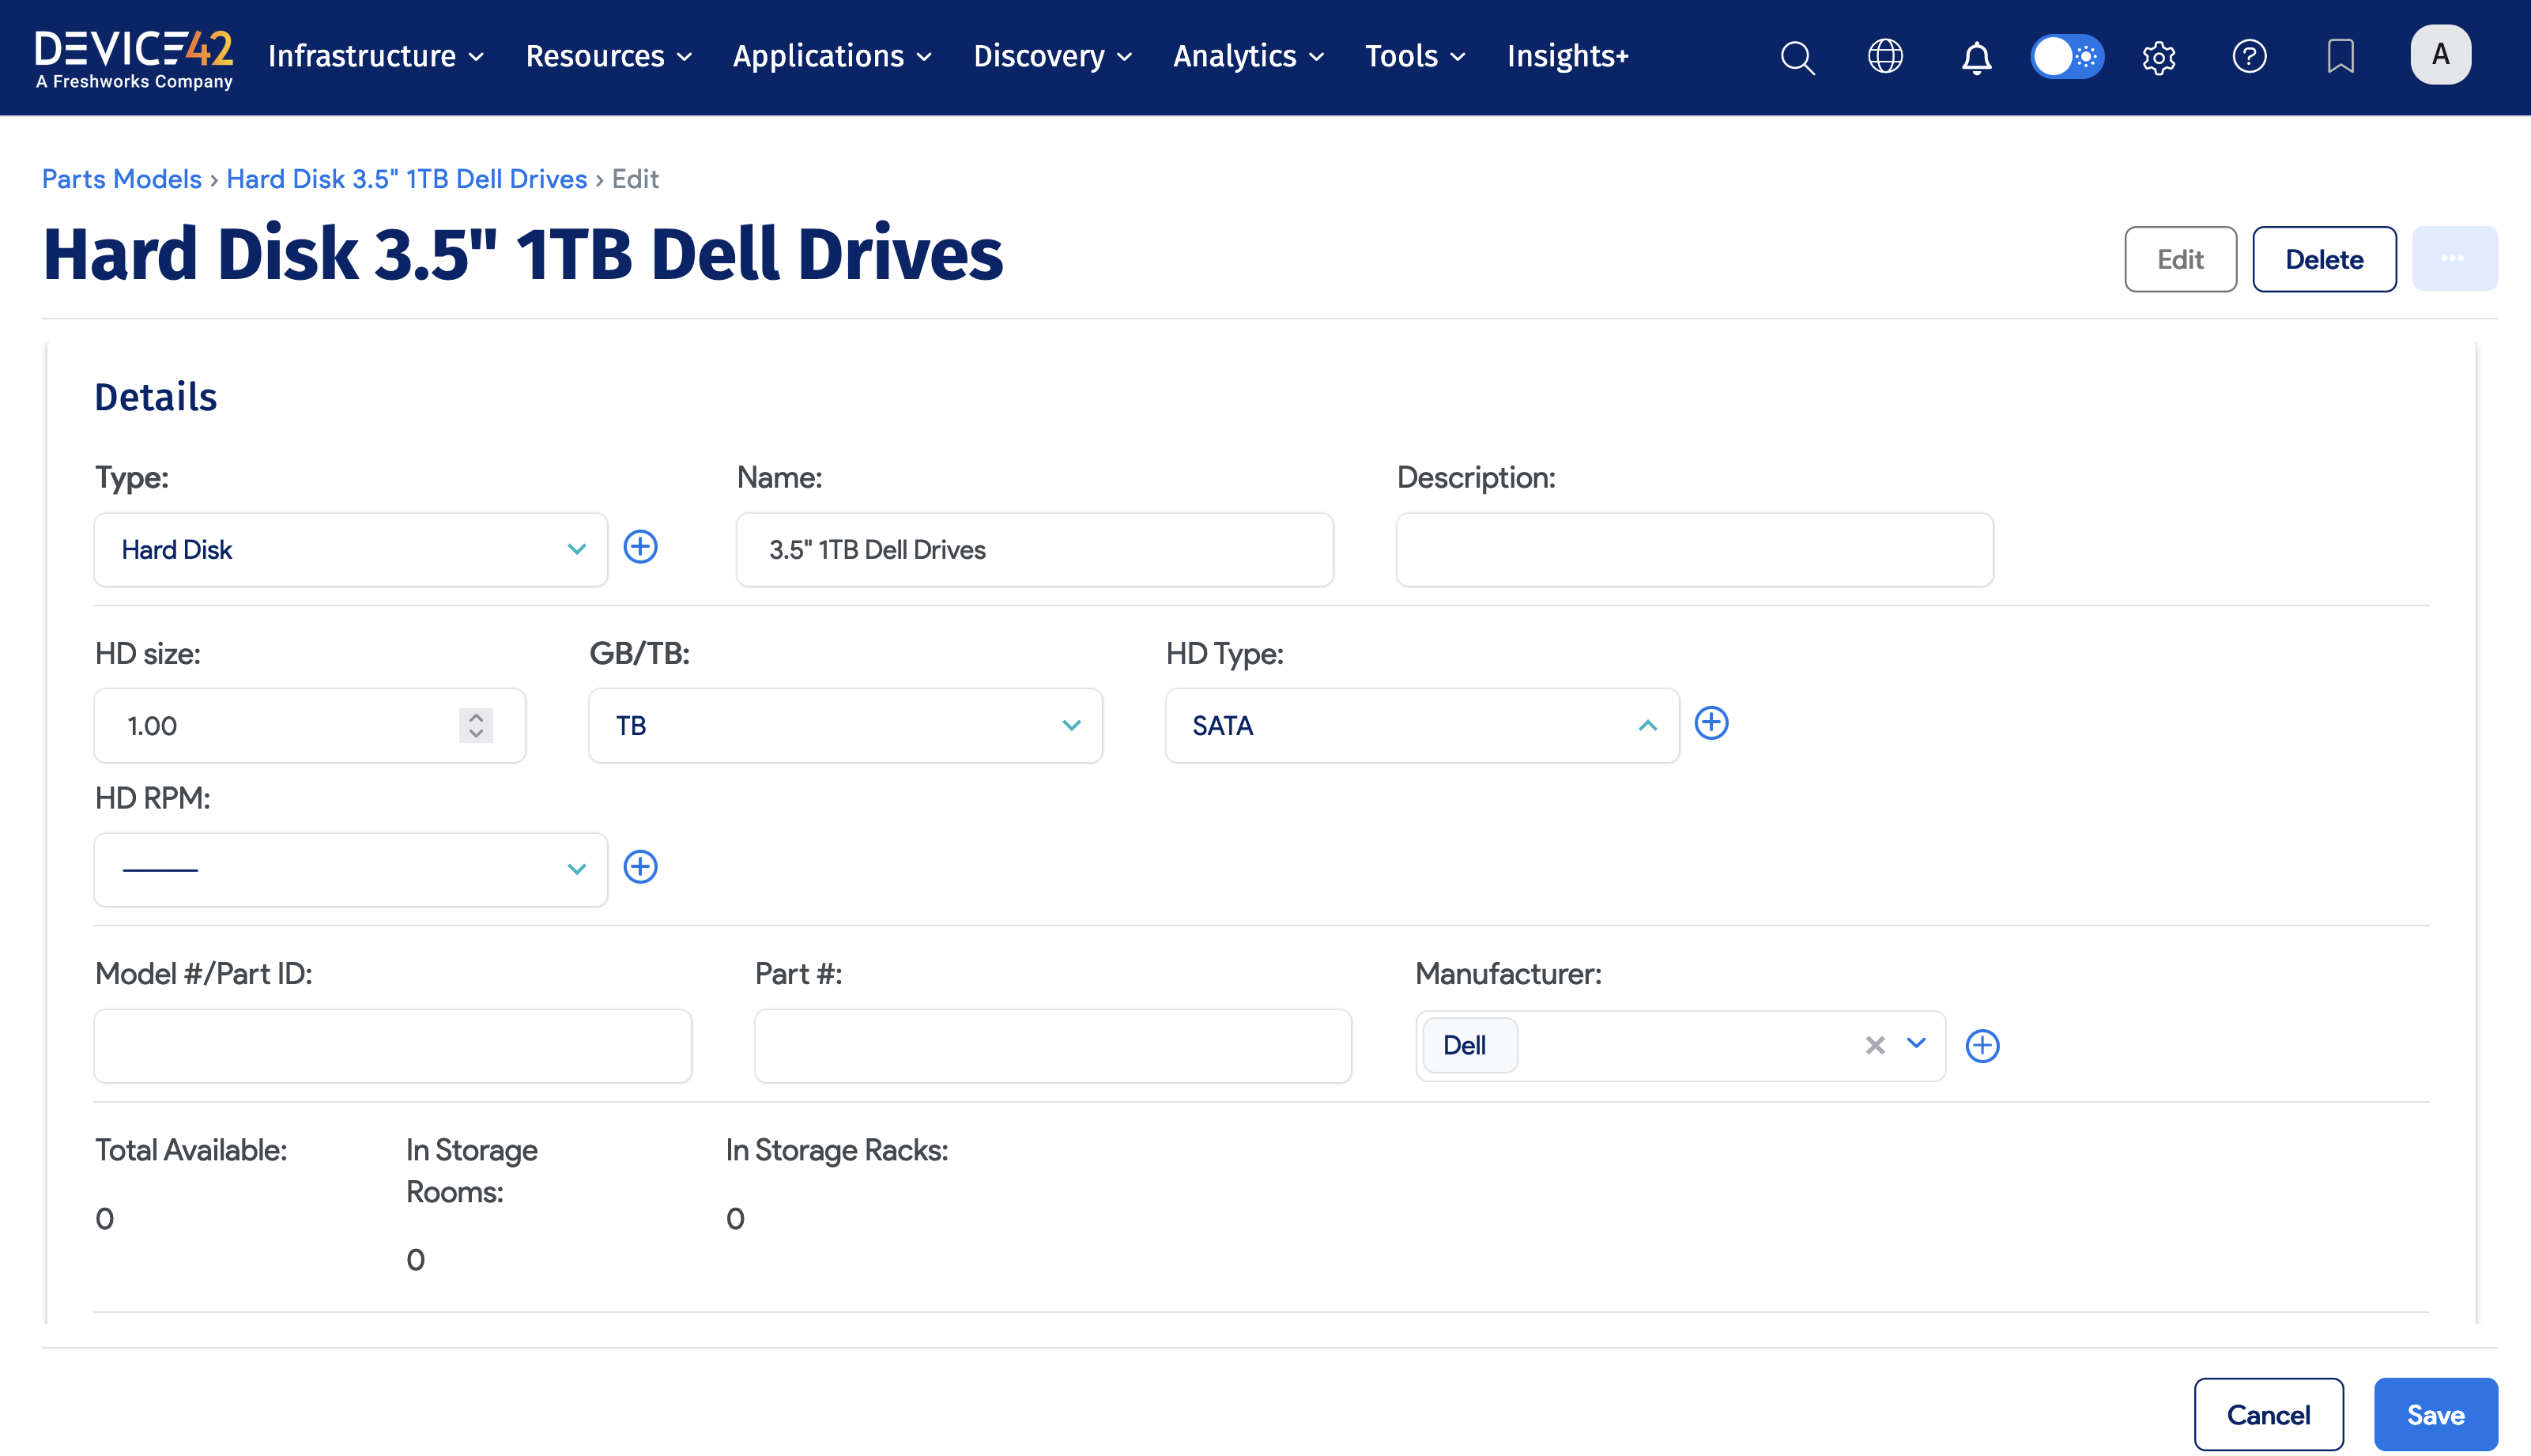 DEVICE42
A Freshworks Company
Infrastructure Resources Applications Discovery Analytics Tools Insights+
A
Parts Models › Hard Disk 3.5" 1TB Dell Drives › Edit
Hard Disk 3.5" 1TB Dell Drives
Edit Delete ...
Details
Type: Name: Description:
Hard Disk 3.5" 1TB Dell Drives
HD size: GB/TB: HD Type:
1.00 TB SATA
HD RPM:
Model #/Part ID: Part #: Manufacturer:
Dell
Total Available: In Storage Rooms: In Storage Racks:
0 0 0
Cancel Save